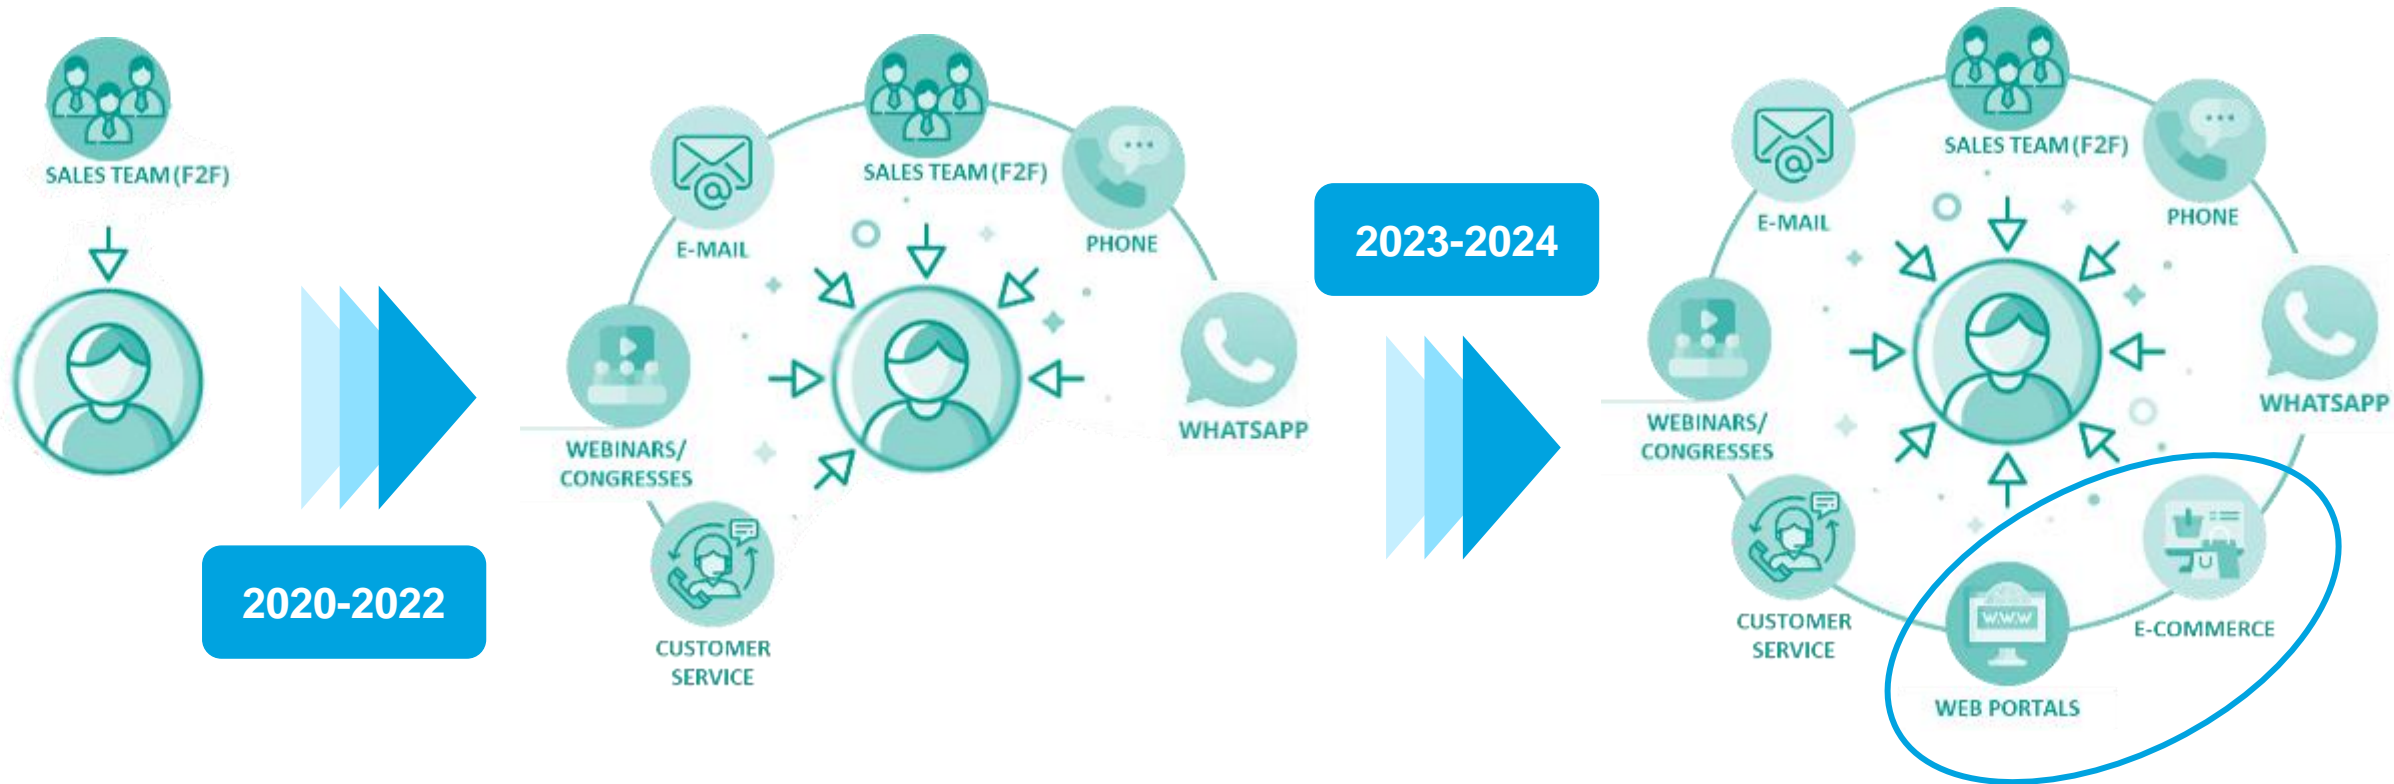 SALES TEAM (F2F)
2020-2022
SALES TEAM (F2F)
E-MAIL
PHONE
WEBINARS/
CONGRESSES
WHATSAPP
CUSTOMER
SERVICE
2023-2024
SALES TEAM (F2F)
E-MAIL
PHONE
WEBINARS/
CONGRESSES
WHATSAPP
CUSTOMER
SERVICE
www
WEB PORTALS
E-COMMERCE